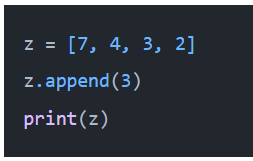 z = [7, 4, 3, 2]
z.append(3)
print(z)